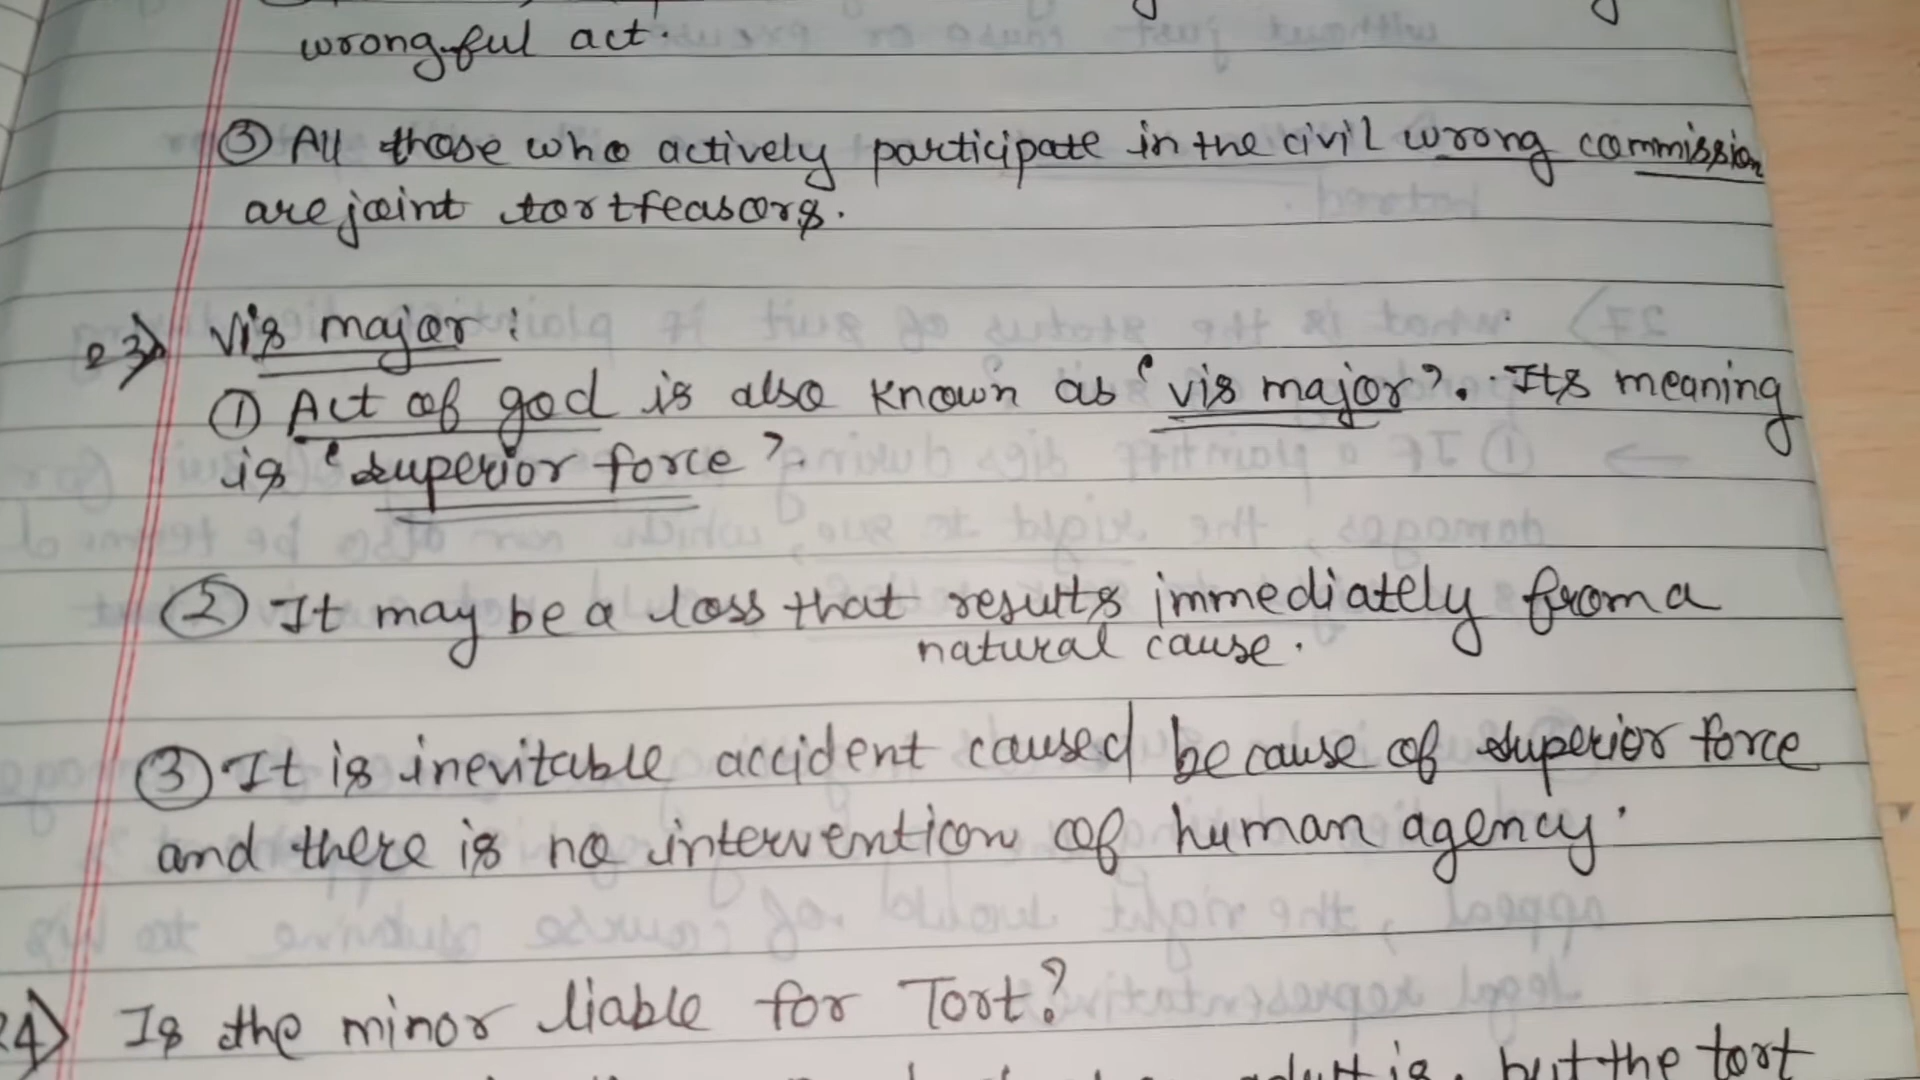 wrongful act.
③ All those who actively participate in the civil wrong commission
are joint tortfeasors.
23) Vis major :
① Act of god is also known as 'vis major'. Its meaning
is 'superior force'.
② It may be a loss that results immediately from a
natural cause.
③ It is inevitable accident caused because of superior force
and there is no intervention of human agency.
24) Is the minor liable for Tort?
is, but the tort